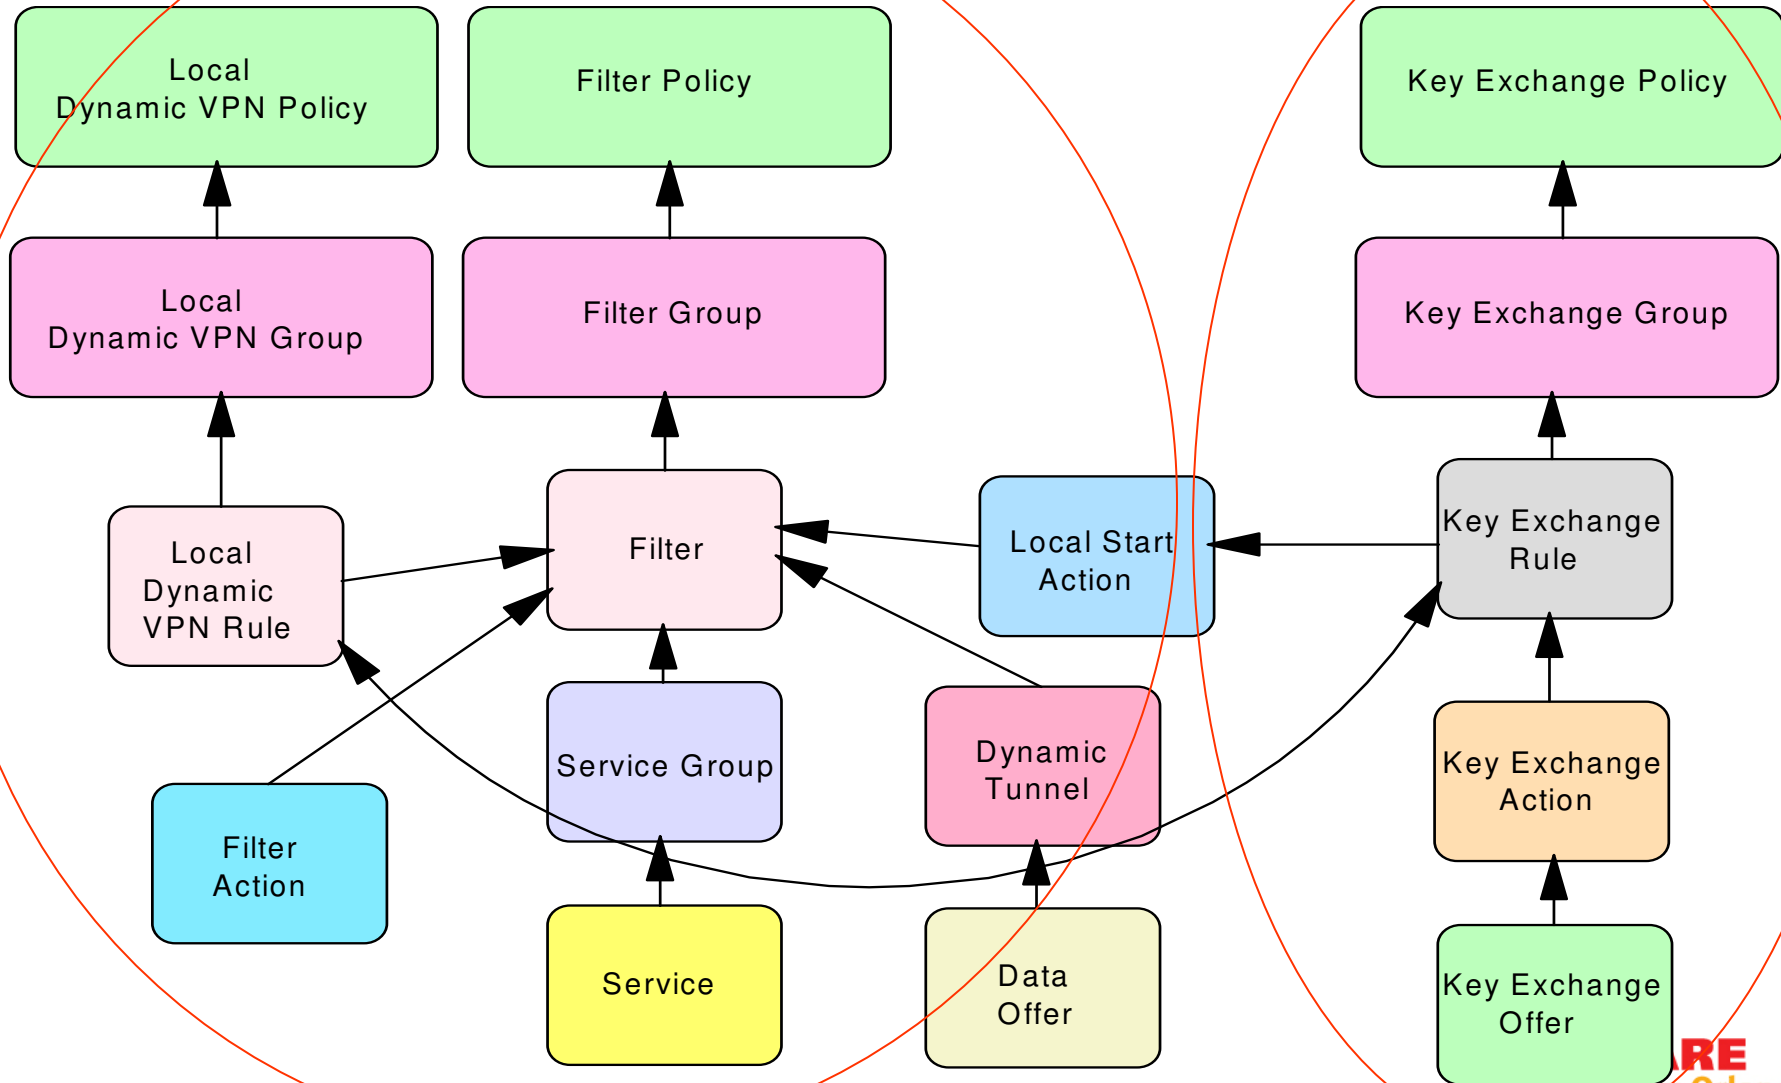 Local
Dynamic VPN Policy
Filter Policy
Key Exchange Policy
Local
Dynamic VPN Group
Filter Group
Key Exchange Group
Local
Dynamic
VPN Rule
Filter
Local Start
Action
Key Exchange
Rule
Service Group
Dynamic
Tunnel
Key Exchange
Action
Filter
Action
Service
Data
Offer
Key Exchange
Offer
ARE